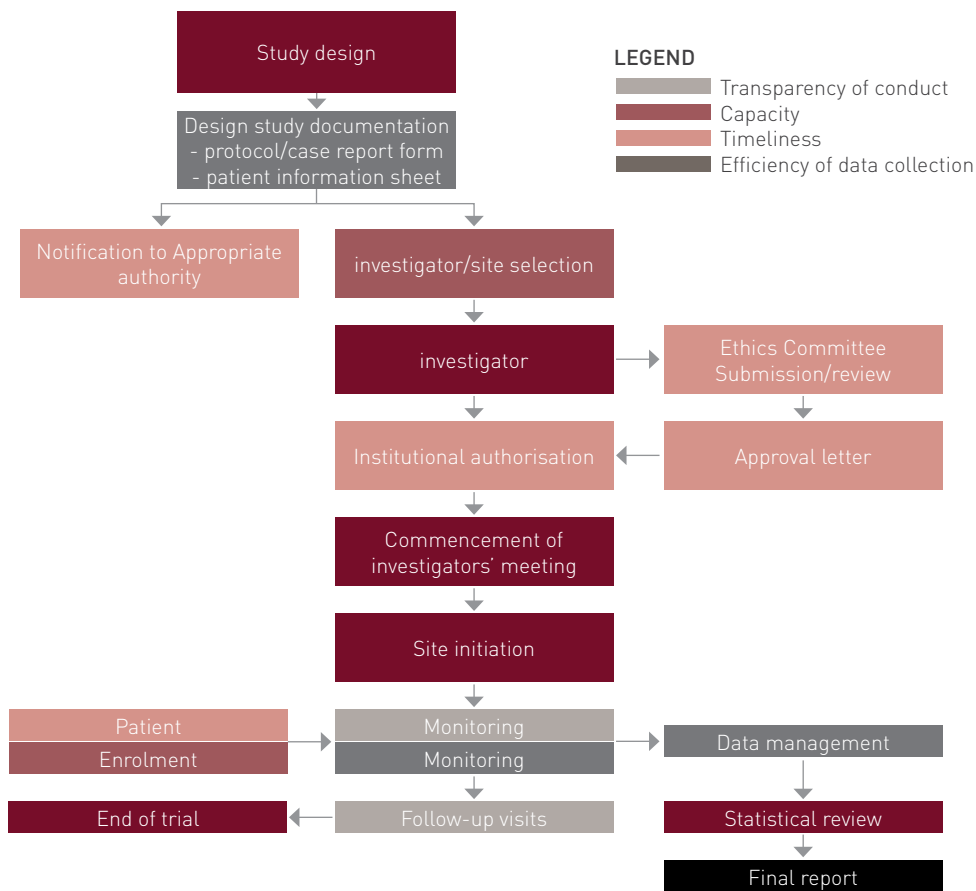 Study design
LEGEND
Transparency of conduct
Capacity
Timeliness
Efficiency of data collection
Design study documentation
- protocol/case report form
- patient information sheet
Notification to Appropriate
authority
investigator/site selection
investigator
Ethics Committee
Submission/review
Institutional authorisation
Approval letter
Commencement of
investigators’ meeting
Site initiation
Patient
Enrolment
Monitoring
Monitoring
Data management
End of trial
Follow-up visits
Statistical review
Final report